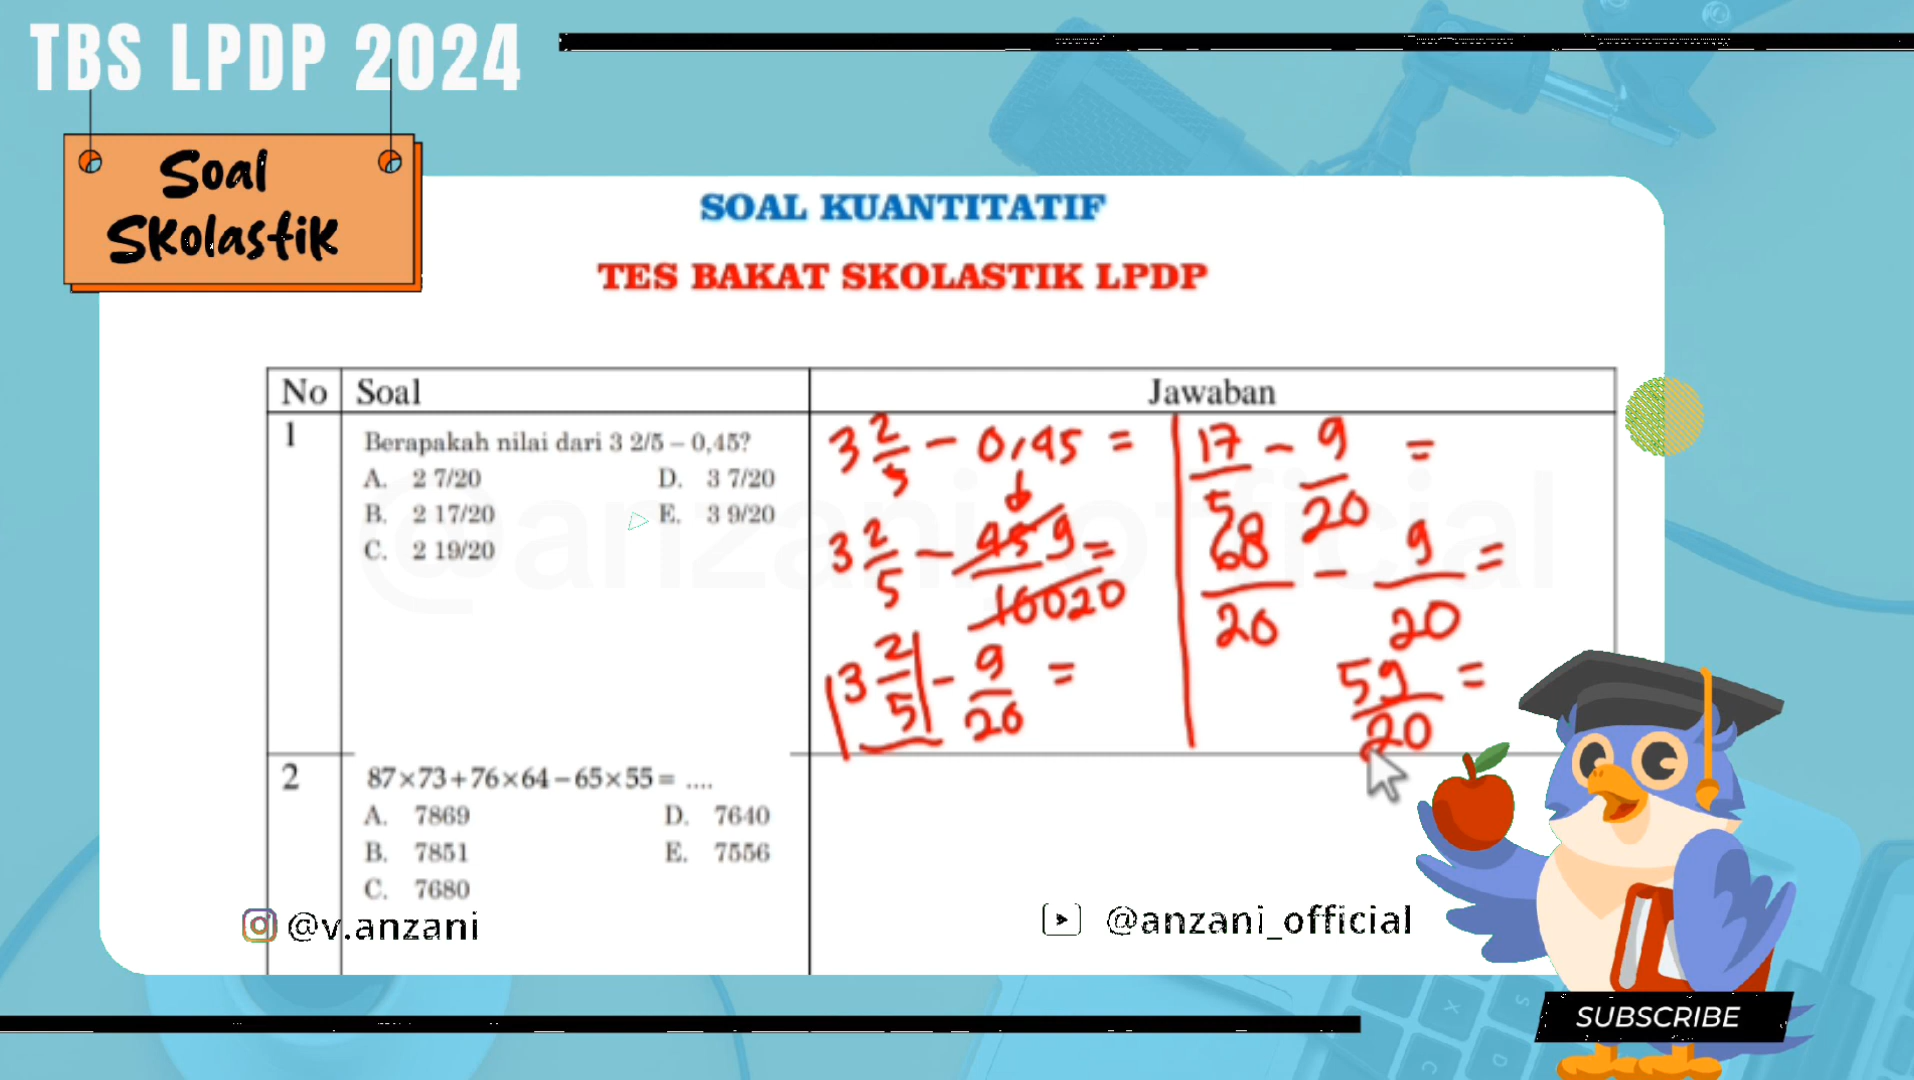 TBS LPDP 2024
Soal
Skolastik
SOAL KUANTITATIF
TES BAKAT SKOLASTIK LPDP
No Soal Jawaban
1 Berapakah nilai dari 3 2/5 – 0,45?
A. 2 7/20 D. 3 7/20
B. 2 17/20 E. 3 9/20
C. 2 19/20
3 2/5 – 0,45 =
3 2/5 – 45/100 9/20 =
3 2/5 – 9/20 =
17/5 – 9/20 =
68/20 – 9/20 =
59/20 =
2 87×73+76×64–65×55= ....
A. 7869 D. 7640
B. 7851 E. 7556
C. 7680
@anzani_official
@v.anzani
@anzani_official
SUBSCRIBE